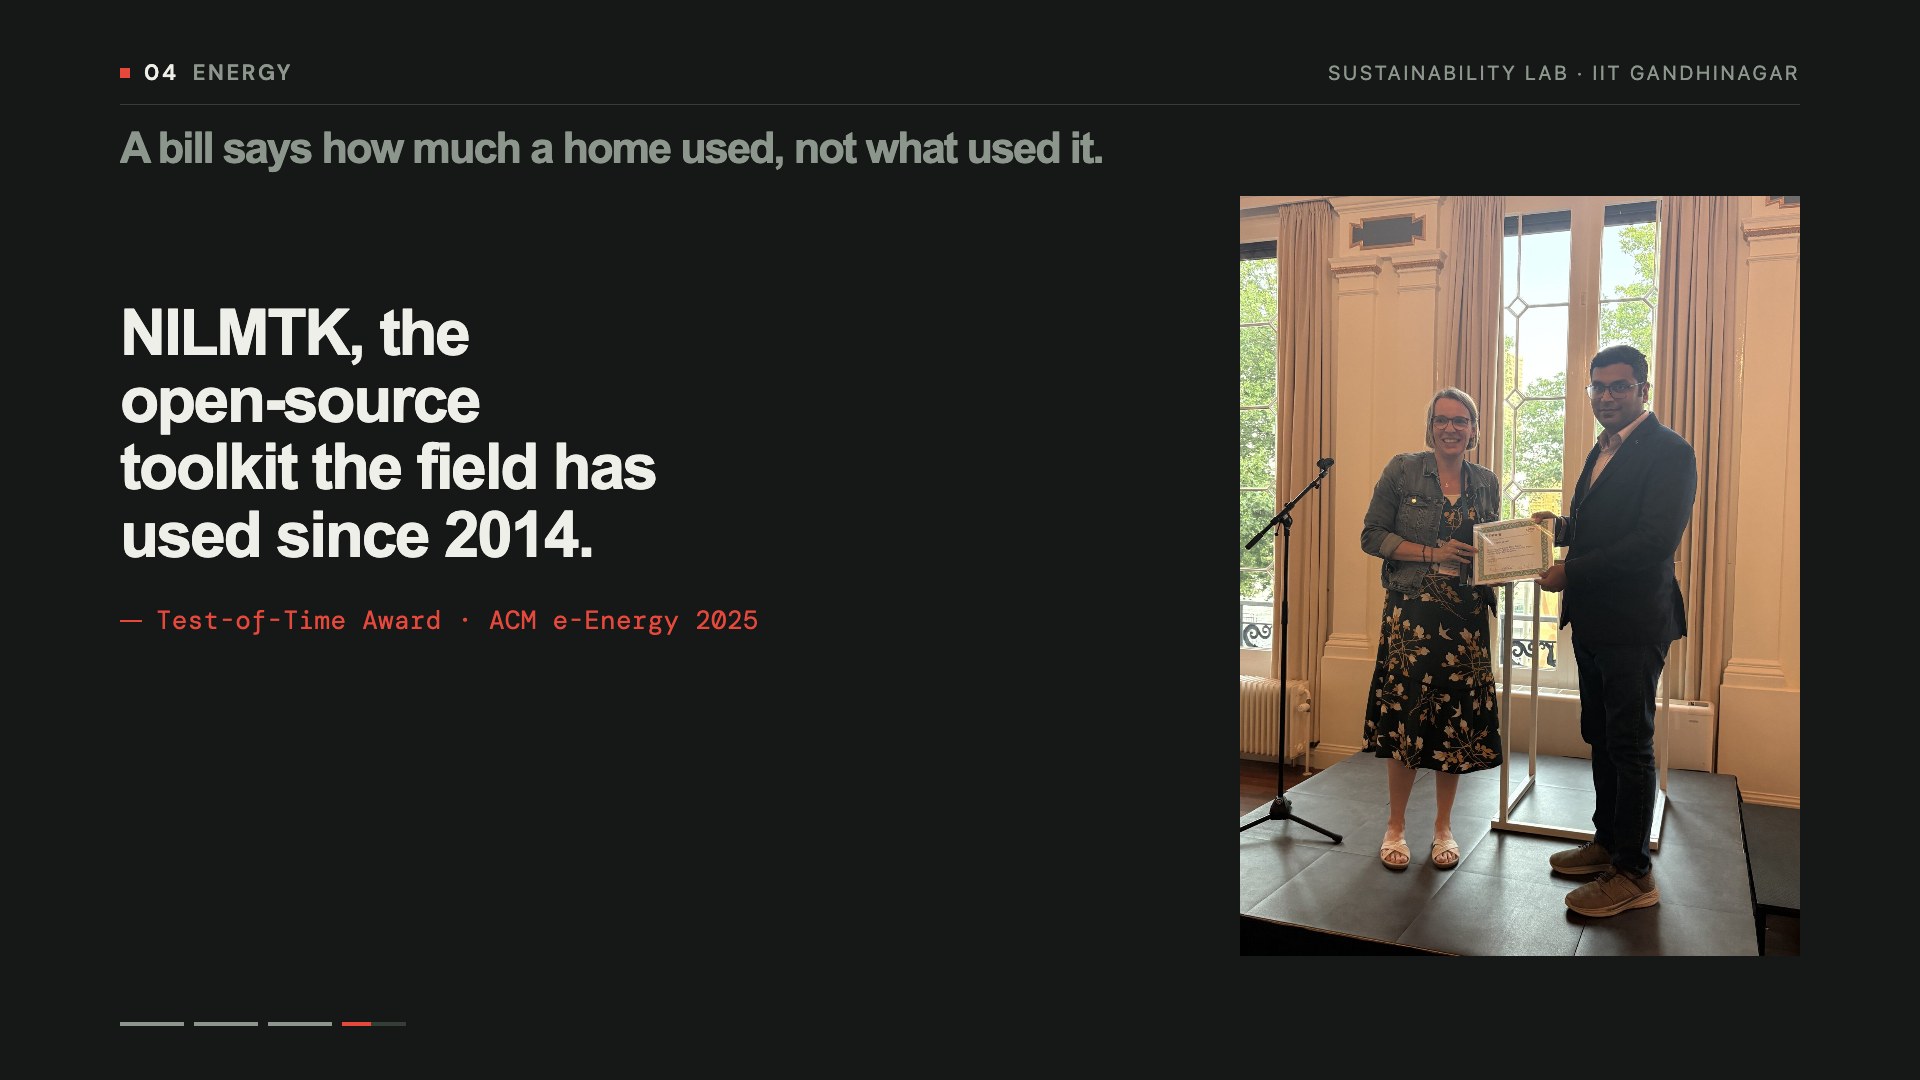 04 ENERGY
SUSTAINABILITY LAB · IIT GANDHINAGAR
A bill says how much a home used, not what used it.
NILMTK, the
open-source
toolkit the field has
used since 2014.
— Test-of-Time Award · ACM e-Energy 2025